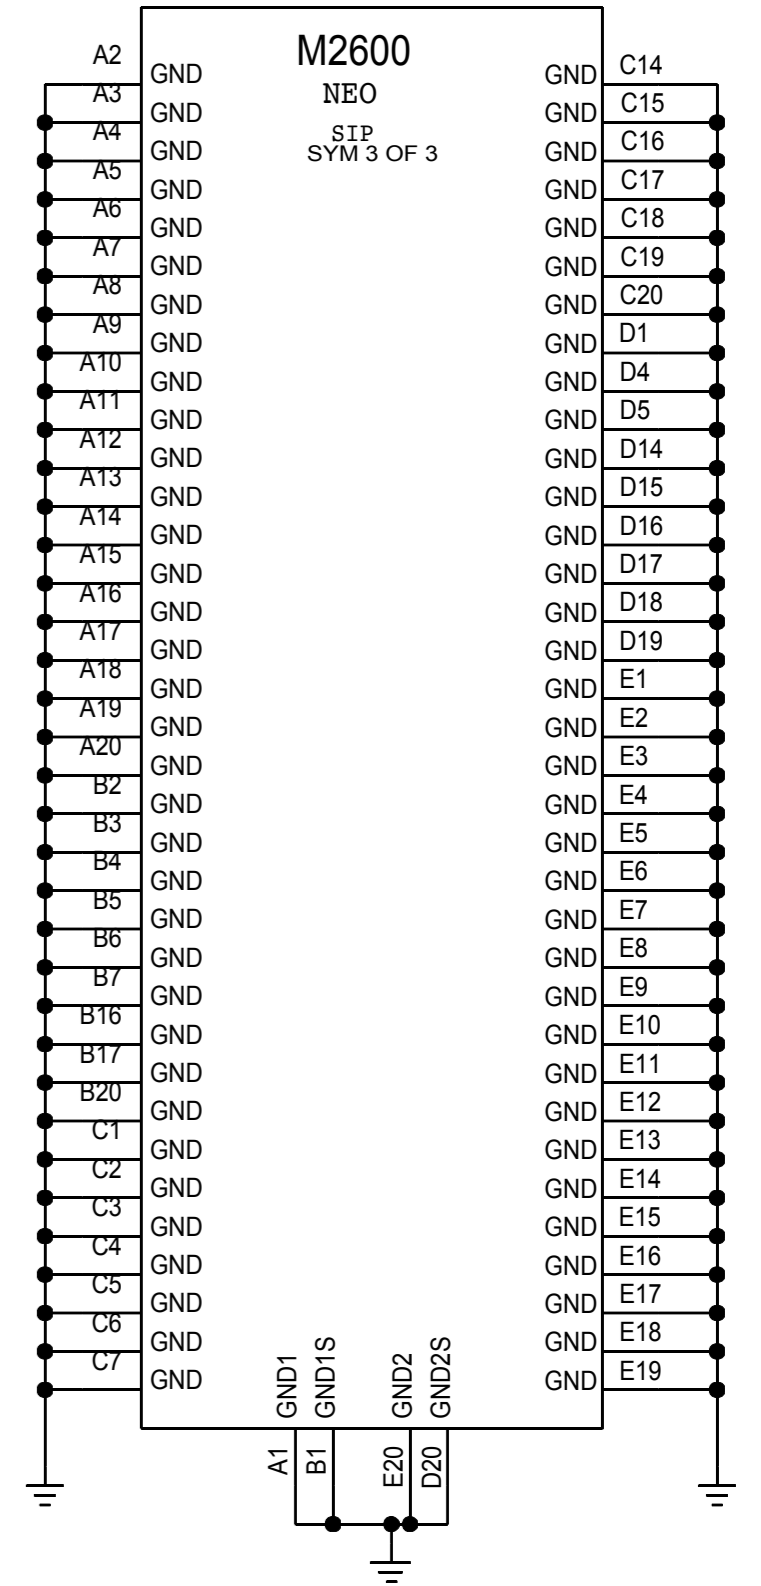 M2600
NEO
SIP
SYM 3 OF 3
A2 GND GND C14
A3 GND GND C15
A4 GND GND C16
A5 GND GND C17
A6 GND GND C18
A7 GND GND C19
A8 GND GND C20
A9 GND GND D1
A10 GND GND D4
A11 GND GND D5
A12 GND GND D14
A13 GND GND D15
A14 GND GND D16
A15 GND GND D17
A16 GND GND D18
A17 GND GND D19
A18 GND GND E1
A19 GND GND E2
A20 GND GND E3
B2 GND GND E4
B3 GND GND E5
B4 GND GND E6
B5 GND GND E7
B6 GND GND E8
B7 GND GND E9
B16 GND GND E10
B17 GND GND E11
B20 GND GND E12
C1 GND GND E13
C2 GND GND E14
C3 GND GND E15
C4 GND GND E16
C5 GND GND E17
C6 GND GND E18
C7 GND GND E19
GND1 GND1S GND2 GND2S
A1 B1 E20 D20